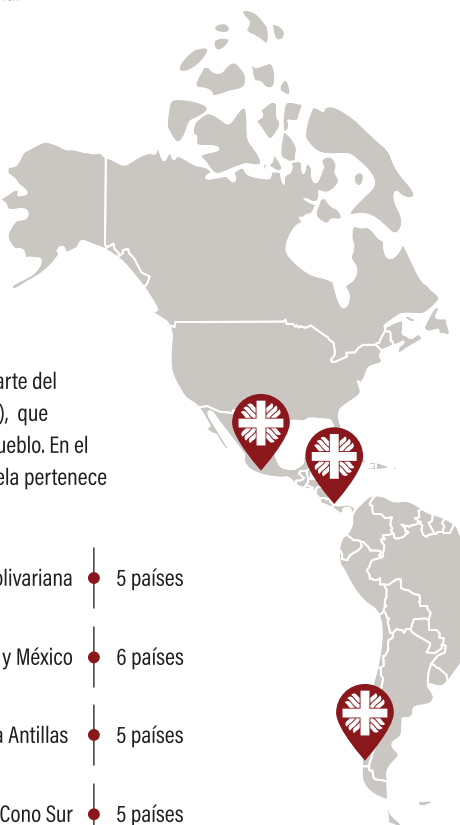 arte del
), que
ueblo. En el
ela pertenece
olivariana 5 países
y México 6 países
a Antillas 5 países
Cono Sur 5 países